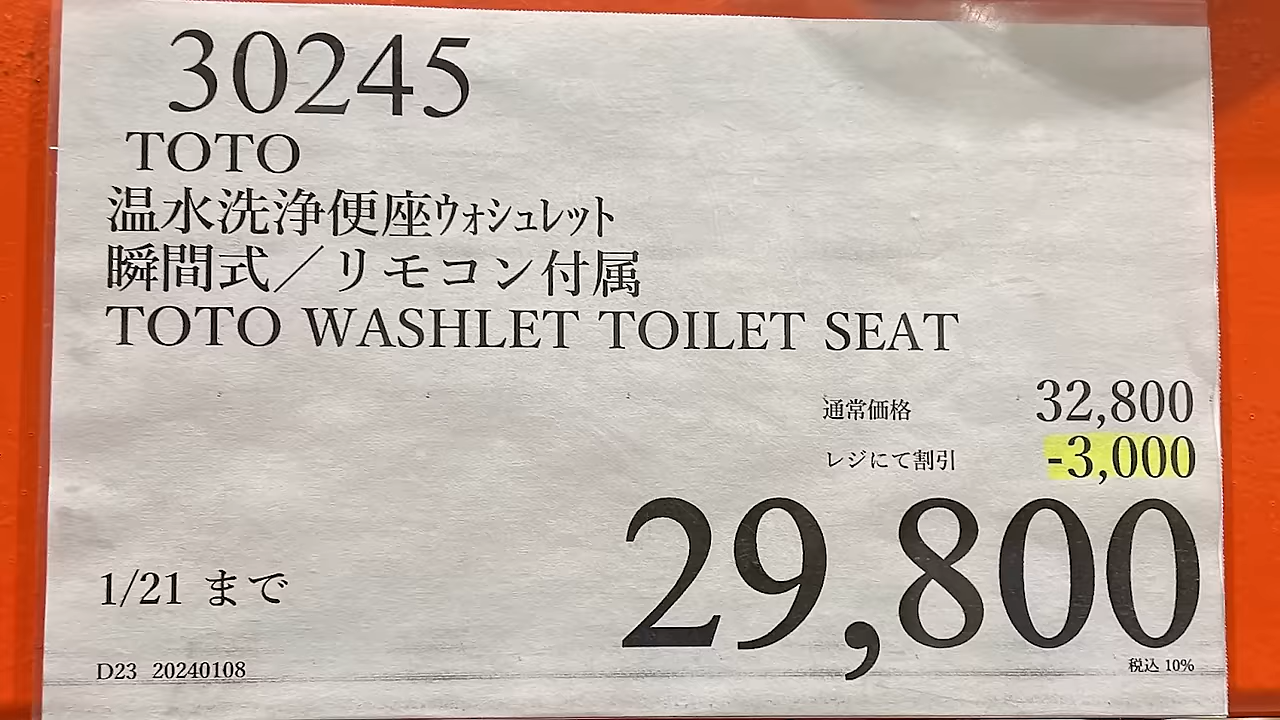 30245
TOTO
温水洗浄便座ｳｫｼｭﾚｯﾄ
瞬間式／リモコン付属
TOTO WASHLET TOILET SEAT
通常価格 32,800
レジにて割引 -3,000
29,800
1/21 まで
D23 20240108
税込 10%